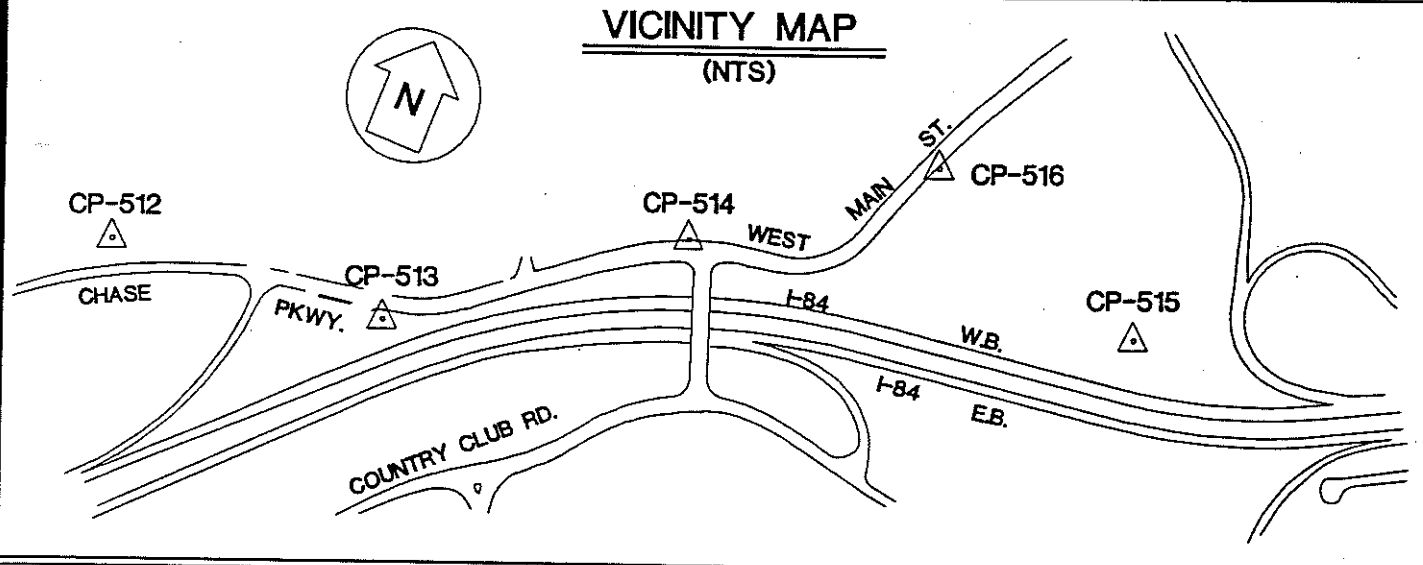 VICINITY MAP
(NTS)
N
ST.
CP-516
MAIN
CP-512
CP-514
WEST
CP-513
CHASE
PKWY.
I-84
CP-515
W.B.
I-84
E.B.
COUNTRY CLUB RD.